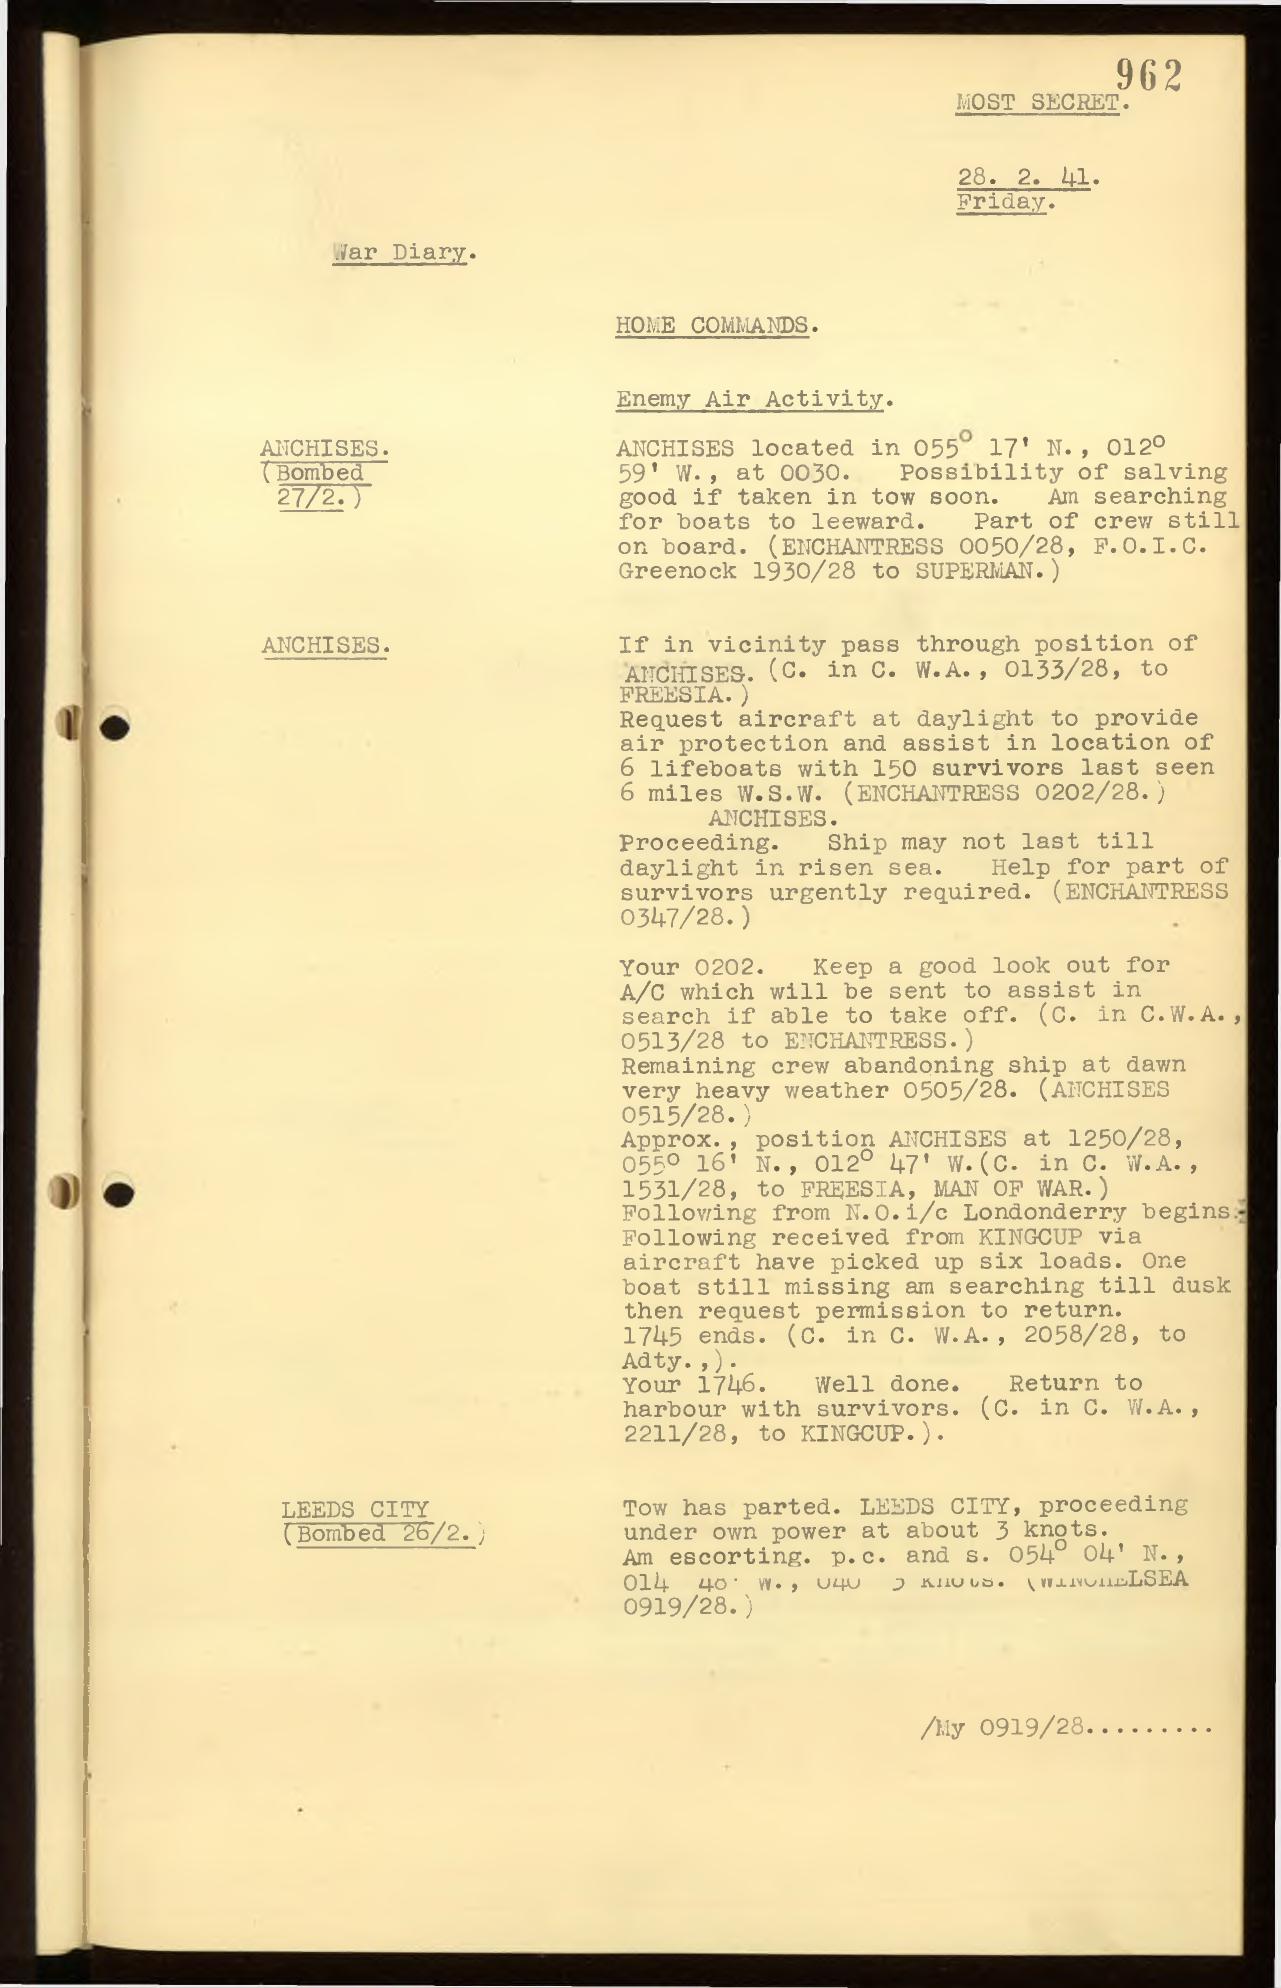 962
MOST SECRET.
28. 2. 41.
Friday.
War Diary.
HOME COMMANDS.
Enemy Air Activity.
ANCHISES.
(Bombed
27/2.)
ANCHISES located in 055° 17' N., 012°
59' W., at 0030. Possibility of salving
good if taken in tow soon. Am searching
for boats to leeward. Part of crew still
on board. (ENCHANTRESS 0050/28, F.O.I.C.
Greenock 1930/28 to SUPERMAN.)
ANCHISES.
If in vicinity pass through position of
ANCHISES. (C. in C. W.A., 0133/28, to
FREESIA.)
Request aircraft at daylight to provide
air protection and assist in location of
6 lifeboats with 150 survivors last seen
6 miles W.S.W. (ENCHANTRESS 0202/28.)
ANCHISES.
Proceeding. Ship may not last till
daylight in risen sea. Help for part of
survivors urgently required. (ENCHANTRESS
0347/28.)
Your 0202. Keep a good look out for
A/C which will be sent to assist in
search if able to take off. (C. in C.W.A.,
0513/28 to ENCHANTRESS.)
Remaining crew abandoning ship at dawn
very heavy weather 0505/28. (ANCHISES
0515/28.)
Approx., position ANCHISES at 1250/28,
055° 16' N., 012° 47' W.(C. in C. W.A.,
1531/28, to FREESIA, MAN OF WAR.)
Following from N.O.i/c Londonderry begins:-
Following received from KINGCUP via
aircraft have picked up six loads. One
boat still missing am searching till dusk
then request permission to return.
1745 ends. (C. in C. W.A., 2058/28, to
Adty.,).
Your 1746. Well done. Return to
harbour with survivors. (C. in C. W.A.,
2211/28, to KINGCUP.).
LEEDS CITY
(Bombed 26/2.)
Tow has parted. LEEDS CITY, proceeding
under own power at about 3 knots.
Am escorting. p.c. and s. 054° 04' N.,
014 W., knots. (WINCHELSEA
0919/28.)
/My 0919/28.........